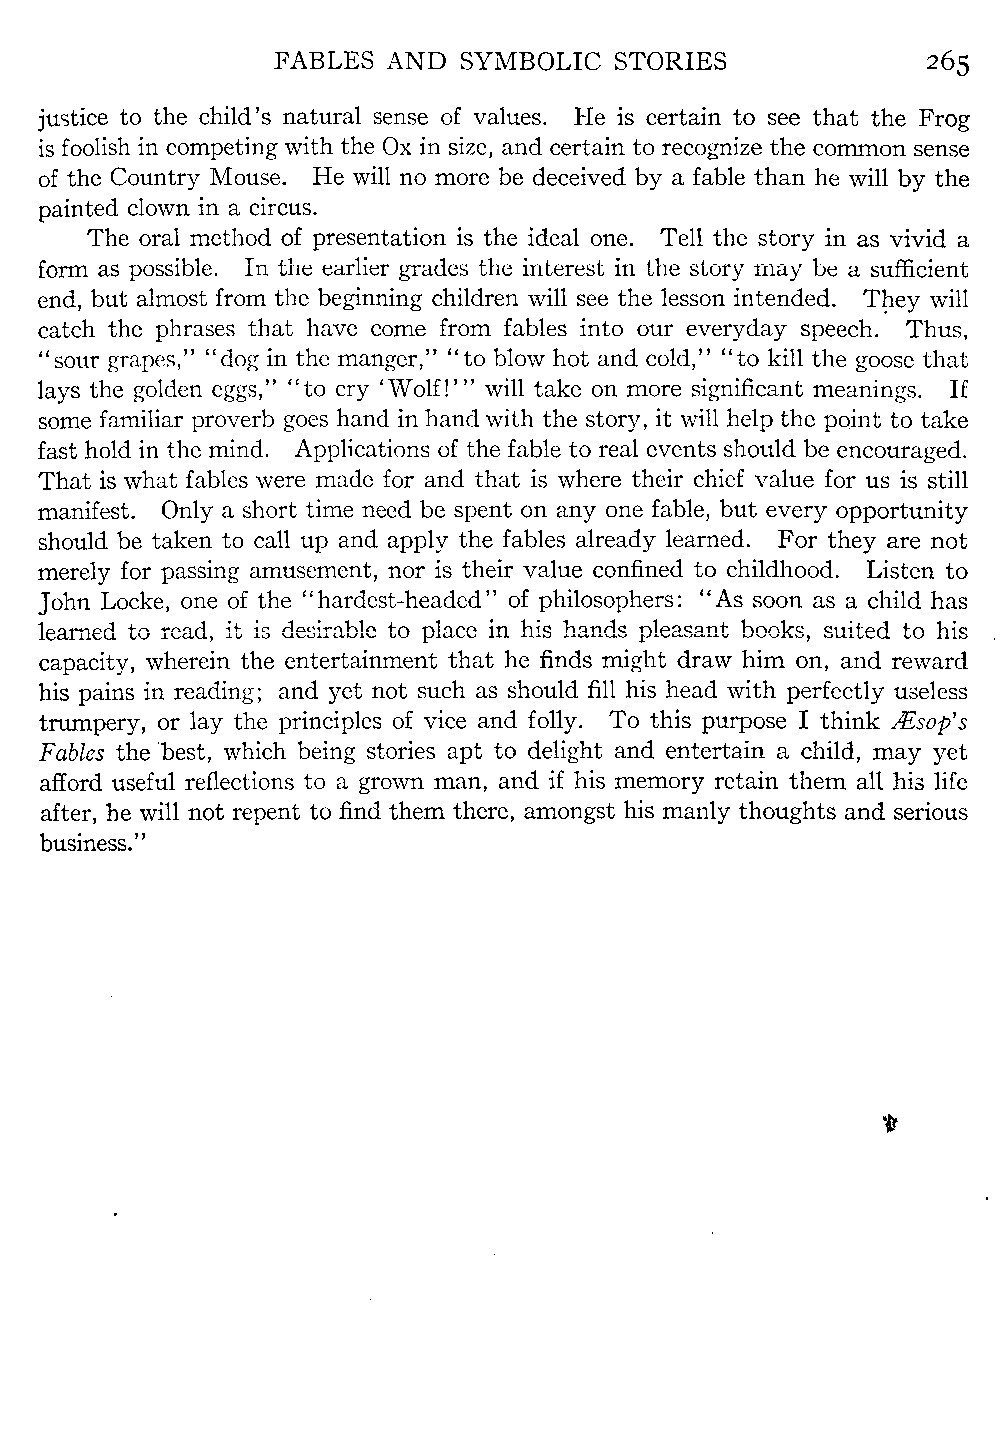 FABLES AND SYMBOLIC STORIES 265
justice to the child's natural sense of values. He is certain to see that the Frog
is foolish in competing with the Ox in size, and certain to recognize the common sense
of the Country Mouse. He will no more be deceived by a fable than he will by the
painted clown in a circus.
The oral method of presentation is the ideal one. Tell the story in as vivid a
form as possible. In the earlier grades the interest in the story may be a sufficient
end, but almost from the beginning children will see the lesson intended. They will
catch the phrases that have come from fables into our everyday speech. Thus,
"sour grapes," "dog in the manger," "to blow hot and cold," "to kill the goose that
lays the golden eggs," "to cry 'Wolf!'" will take on more significant meanings. If
some familiar proverb goes hand in hand with the story, it will help the point to take
fast hold in the mind. Applications of the fable to real events should be encouraged.
That is what fables were made for and that is where their chief value for us is still
manifest. Only a short time need be spent on any one fable, but every opportunity
should be taken to call up and apply the fables already learned. For they are not
merely for passing amusement, nor is their value confined to childhood. Listen to
John Locke, one of the "hardest-headed" of philosophers: "As soon as a child has
learned to read, it is desirable to place in his hands pleasant books, suited to his
capacity, wherein the entertainment that he finds might draw him on, and reward
his pains in reading; and yet not such as should fill his head with perfectly useless
trumpery, or lay the principles of vice and folly. To this purpose I think Æsop's
Fables the best, which being stories apt to delight and entertain a child, may yet
afford useful reflections to a grown man, and if his memory retain them all his life
after, he will not repent to find them there, amongst his manly thoughts and serious
business."